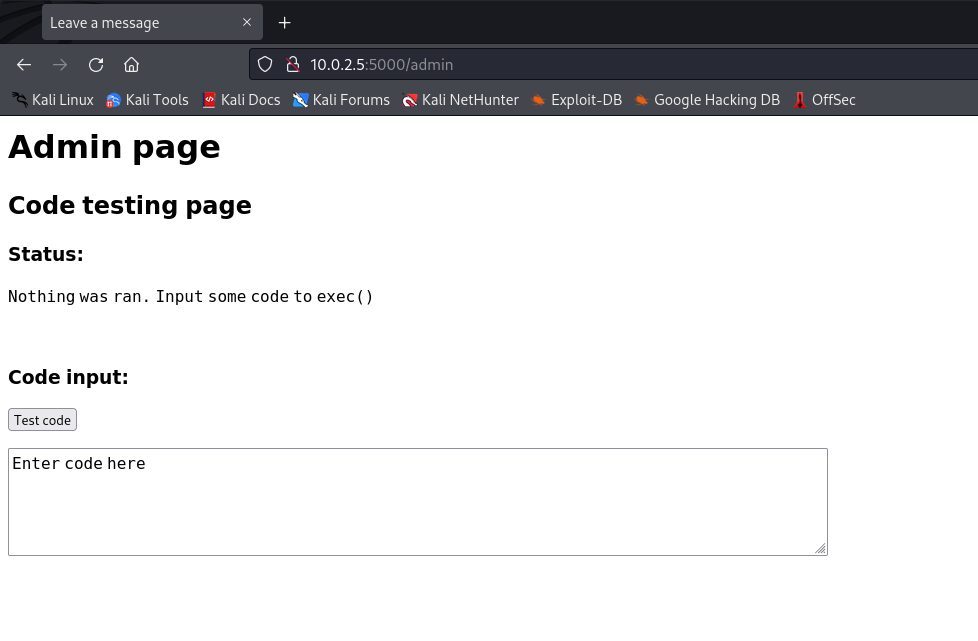 Leave a message
10.0.2.5:5000/admin
Kali Linux Kali Tools Kali Docs Kali Forums Kali NetHunter Exploit-DB Google Hacking DB OffSec
Admin page
Code testing page
Status:
Nothing was ran. Input some code to exec()
Code input:
Test code
Enter code here